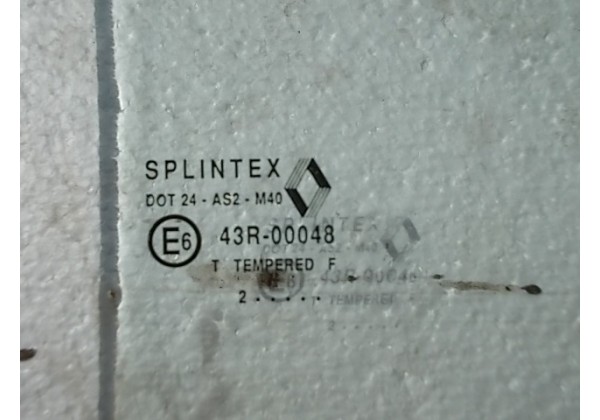 SPLINTEX
DOT 24 - AS2 - M40
E6 43R-00048
T TEMPERED F
2 . . . . .